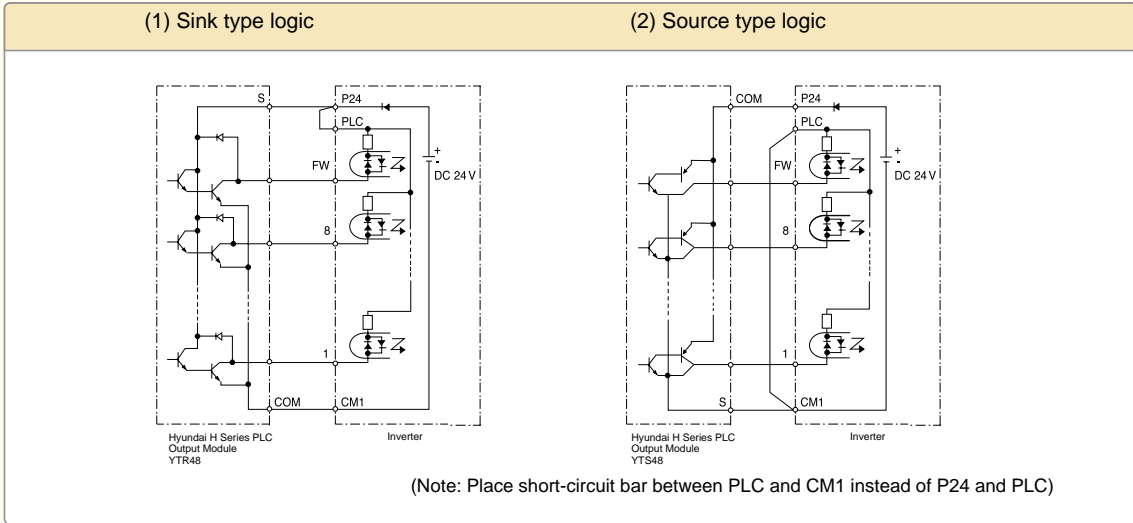 (1) Sink type logic
(2) Source type logic
S
P24
PLC
FW
+
-
DC 24 V
8
1
COM
CM1
Hyundai H Series PLC
Output Module
YTR48
Inverter
COM
P24
PLC
FW
+
-
DC 24 V
8
1
S
CM1
Hyundai H Series PLC
Output Module
YTS48
Inverter
(Note: Place short-circuit bar between PLC and CM1 instead of P24 and PLC)